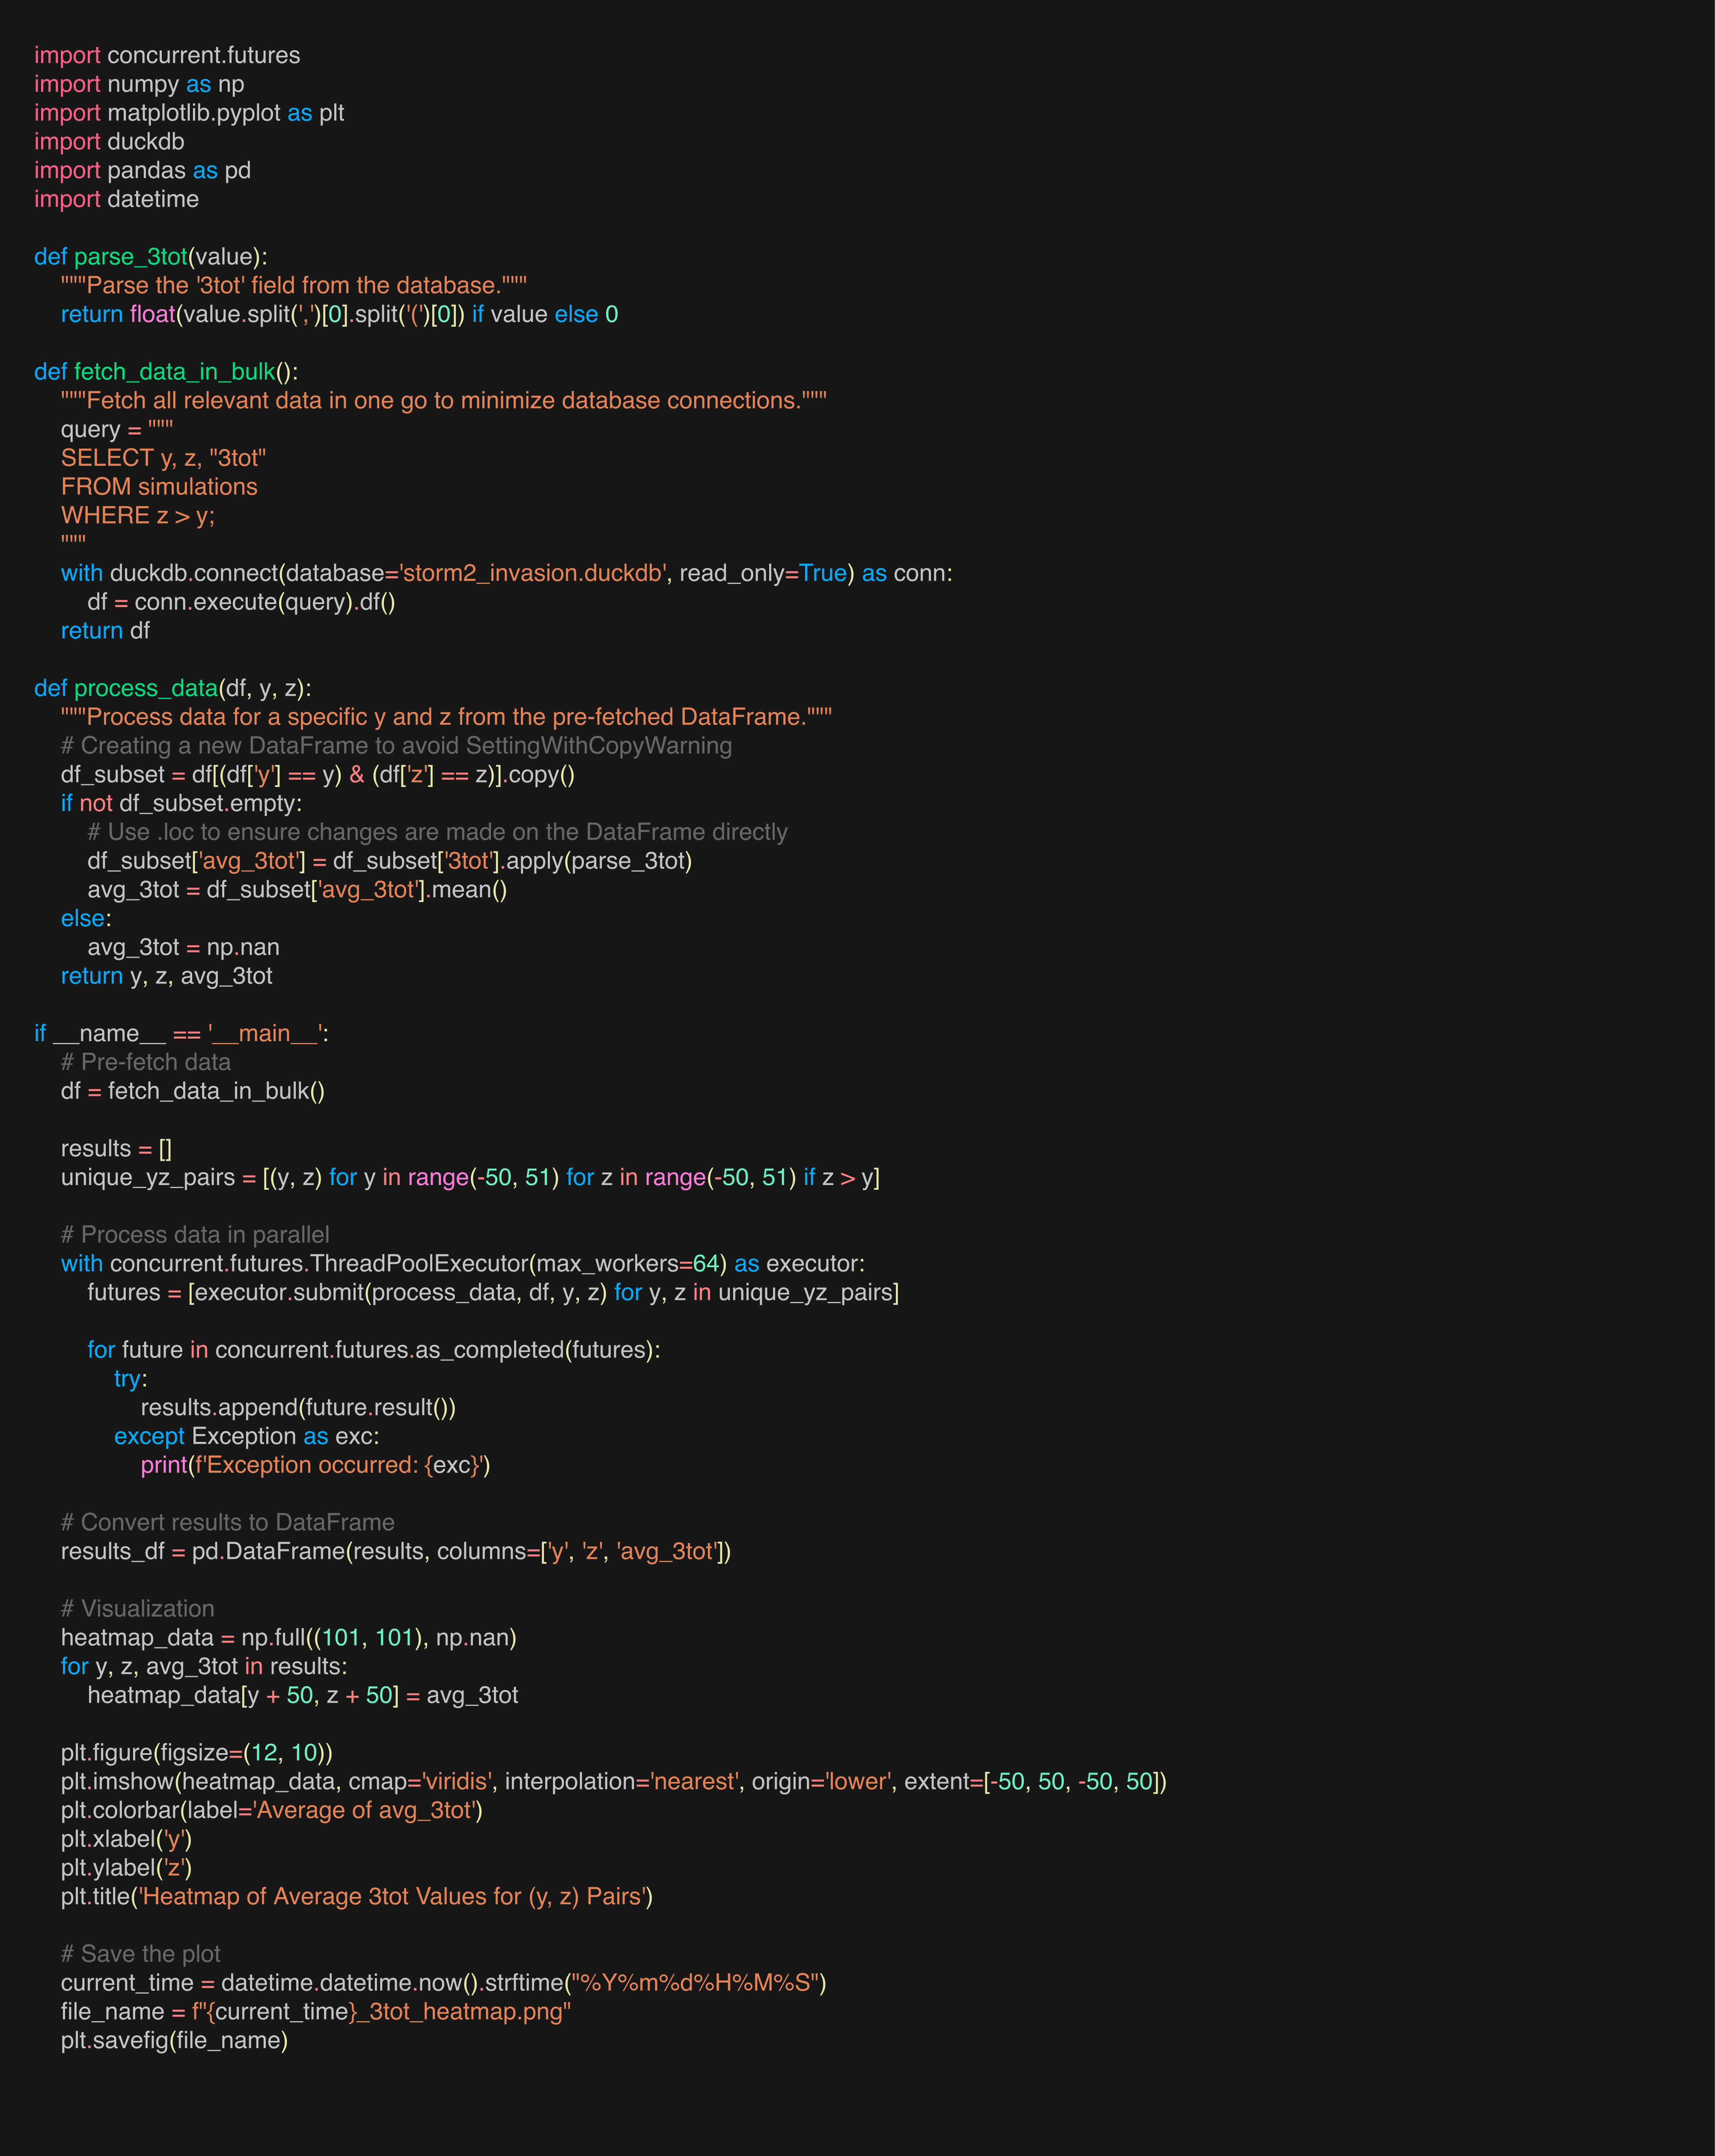 import concurrent.futures
import numpy as np
import matplotlib.pyplot as plt
import duckdb
import pandas as pd
import datetime

def parse_3tot(value):
    """Parse the '3tot' field from the database."""
    return float(value.split(',')[0].split('(')[0]) if value else 0

def fetch_data_in_bulk():
    """Fetch all relevant data in one go to minimize database connections."""
    query = """
    SELECT y, z, "3tot"
    FROM simulations
    WHERE z > y;
    """
    with duckdb.connect(database='storm2_invasion.duckdb', read_only=True) as conn:
        df = conn.execute(query).df()
    return df

def process_data(df, y, z):
    """Process data for a specific y and z from the pre-fetched DataFrame."""
    # Creating a new DataFrame to avoid SettingWithCopyWarning
    df_subset = df[(df['y'] == y) & (df['z'] == z)].copy()
    if not df_subset.empty:
        # Use .loc to ensure changes are made on the DataFrame directly
        df_subset['avg_3tot'] = df_subset['3tot'].apply(parse_3tot)
        avg_3tot = df_subset['avg_3tot'].mean()
    else:
        avg_3tot = np.nan
    return y, z, avg_3tot

if __name__ == '__main__':
    # Pre-fetch data
    df = fetch_data_in_bulk()

    results = []
    unique_yz_pairs = [(y, z) for y in range(-50, 51) for z in range(-50, 51) if z > y]

    # Process data in parallel
    with concurrent.futures.ThreadPoolExecutor(max_workers=64) as executor:
        futures = [executor.submit(process_data, df, y, z) for y, z in unique_yz_pairs]

        for future in concurrent.futures.as_completed(futures):
            try:
                results.append(future.result())
            except Exception as exc:
                print(f'Exception occurred: {exc}')

    # Convert results to DataFrame
    results_df = pd.DataFrame(results, columns=['y', 'z', 'avg_3tot'])

    # Visualization
    heatmap_data = np.full((101, 101), np.nan)
    for y, z, avg_3tot in results:
        heatmap_data[y + 50, z + 50] = avg_3tot

    plt.figure(figsize=(12, 10))
    plt.imshow(heatmap_data, cmap='viridis', interpolation='nearest', origin='lower', extent=[-50, 50, -50, 50])
    plt.colorbar(label='Average of avg_3tot')
    plt.xlabel('y')
    plt.ylabel('z')
    plt.title('Heatmap of Average 3tot Values for (y, z) Pairs')

    # Save the plot
    current_time = datetime.datetime.now().strftime("%Y%m%d%H%M%S")
    file_name = f"{current_time}_3tot_heatmap.png"
    plt.savefig(file_name)